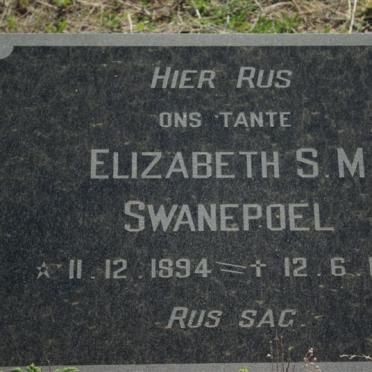 HIER RUS
ONS TANTE
ELIZABETH S. M
SWANEPOEL
☆ 11. 12. 1894 = † 12. 6.
RUS SAG.